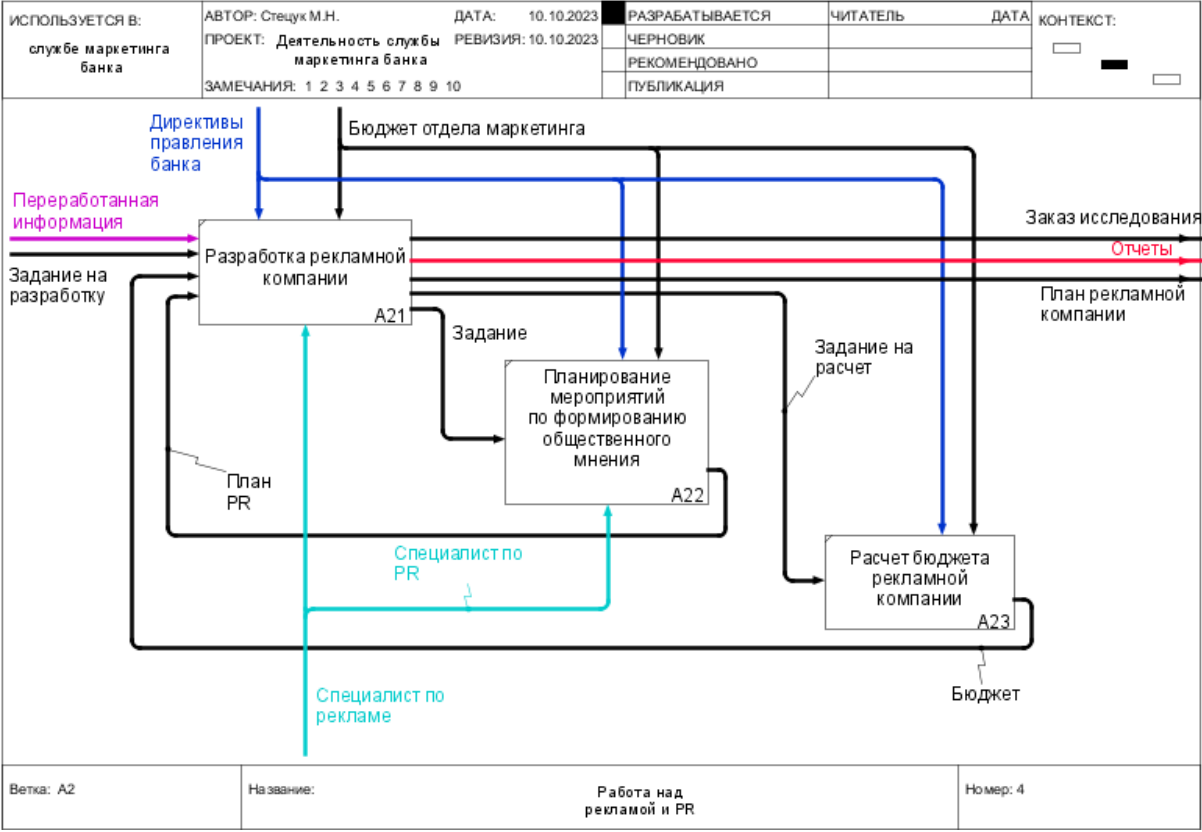 ИСПОЛЬЗУЕТСЯ В:
службе маркетинга
банка
АВТОР: Стецук М.Н.
ДАТА: 10.10.2023
ПРОЕКТ: Деятельность службы
маркетинга банка
РЕВИЗИЯ: 10.10.2023
ЗАМЕЧАНИЯ: 1 2 3 4 5 6 7 8 9 10
РАЗРАБАТЫВАЕТСЯ
ЧЕРНОВИК
РЕКОМЕНДОВАНО
ПУБЛИКАЦИЯ
ЧИТАТЕЛЬ
ДАТА
КОНТЕКСТ:
Директивы
правления
банка
Бюджет отдела маркетинга
Переработанная
информация
Задание на
разработку
Разработка рекламной
компании
A21
Заказ исследования
Отчеты
План рекламной
компании
Задание
Задание на
расчет
Планирование
мероприятий
по формированию
общественного
мнения
A22
План
PR
Специалист по
PR
Расчет бюджета
рекламной
компании
A23
Бюджет
Специалист по
рекламе
Ветка: A2
Название:
Работа над
рекламой и PR
Номер: 4